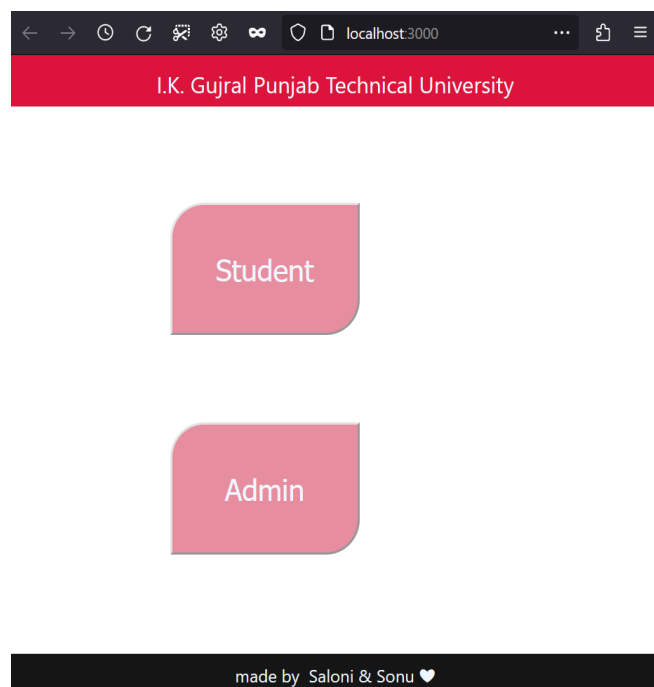 localhost:3000
I.K. Gujral Punjab Technical University
Student
Admin
made by Saloni & Sonu 🤍